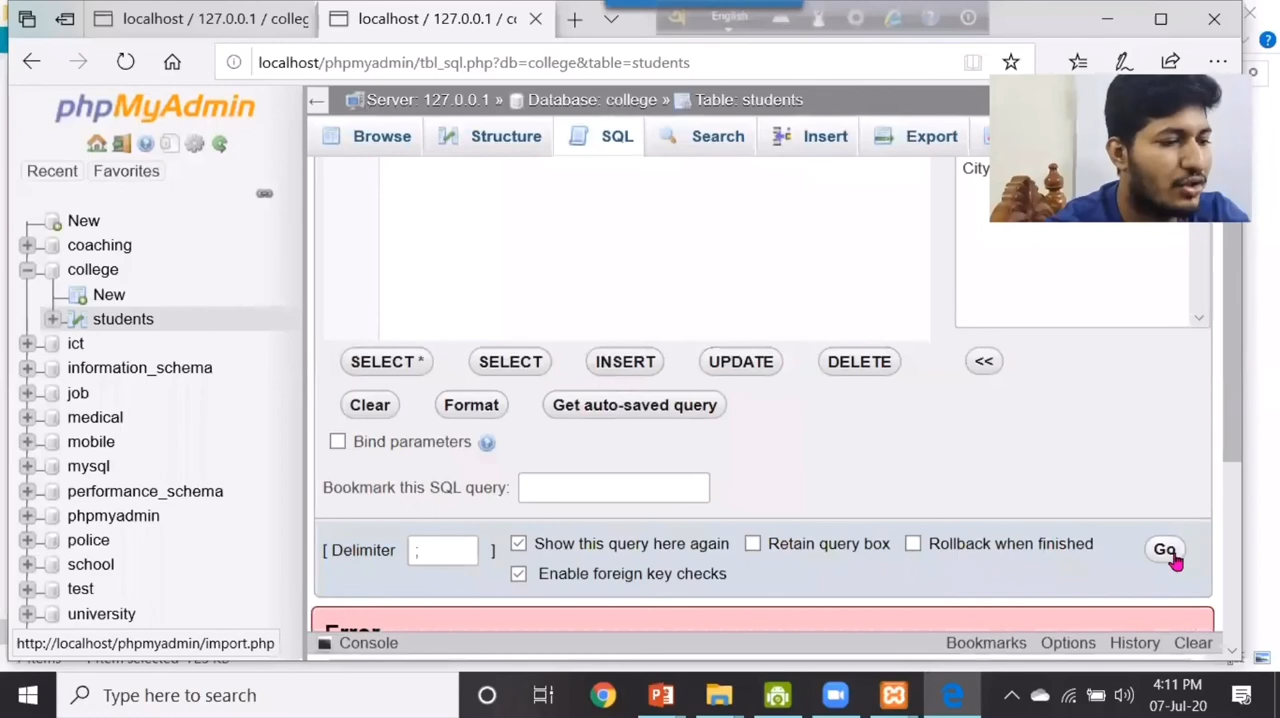 localhost / 127.0.0.1 / colleg
localhost / 127.0.0.1 / cc
English
localhost/phpmyadmin/tbl_sql.php?db=college&table=students
phpMyAdmin
Recent
Favorites
New
coaching
college
New
students
ict
information_schema
job
medical
mobile
mysql
performance_schema
phpmyadmin
police
school
test
university
http://localhost/phpmyadmin/import.php
Server: 127.0.0.1 » Database: college » Table: students
Browse
Structure
SQL
Search
Insert
Export
City
SELECT *
SELECT
INSERT
UPDATE
DELETE
<<
Clear
Format
Get auto-saved query
Bind parameters
Bookmark this SQL query:
[ Delimiter ; ]
Show this query here again
Retain query box
Rollback when finished
Enable foreign key checks
Go
Error
Console
Bookmarks
Options
History
Clear
Type here to search
4:11 PM
07-Jul-20